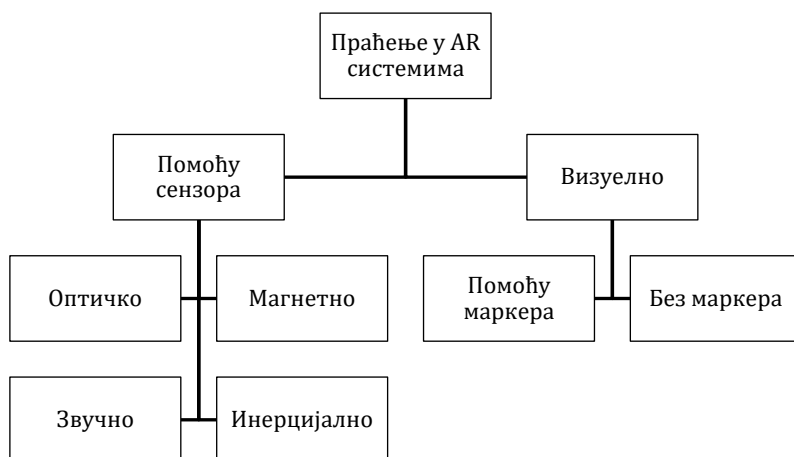 Праћење у AR
системима
Помоћу
сензора
Визуелно
Оптичко
Магнетно
Помоћу
маркера
Без маркера
Звучно
Инерцијално